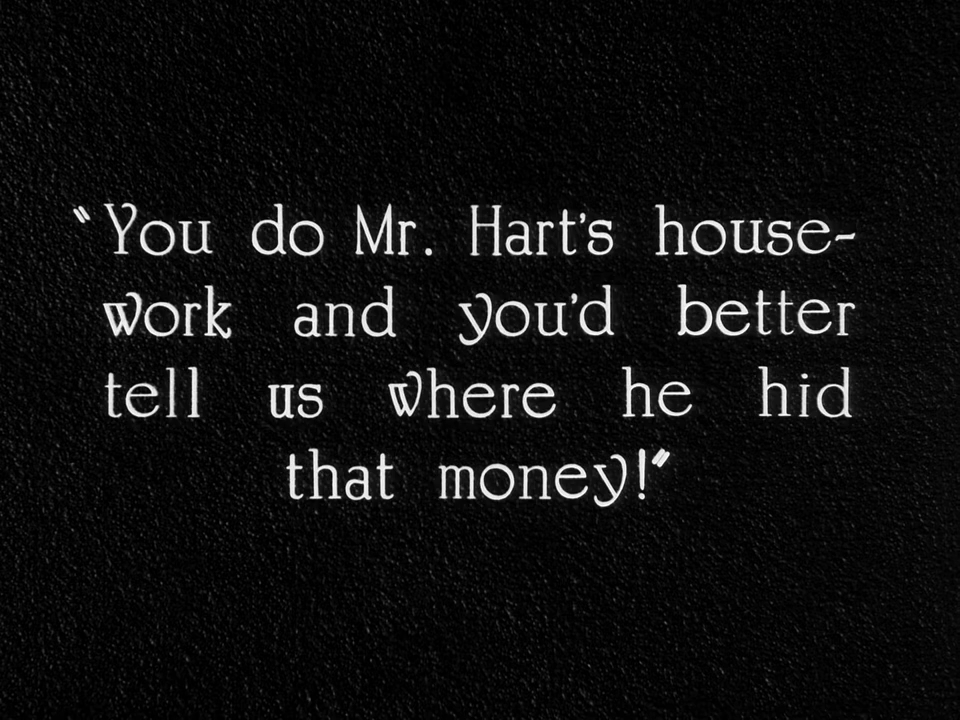 "You do Mr. Hart's house-
work and you'd better
tell us where he hid
that money!"